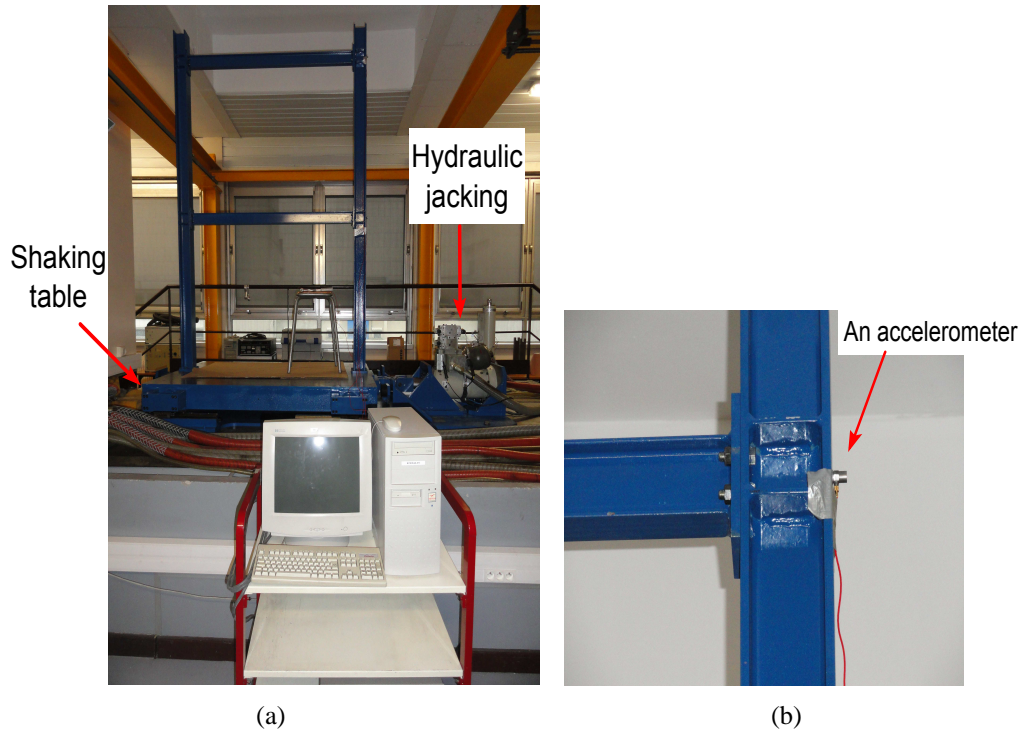 Hydraulic
jacking
Shaking
table
An accelerometer
(a)
(b)